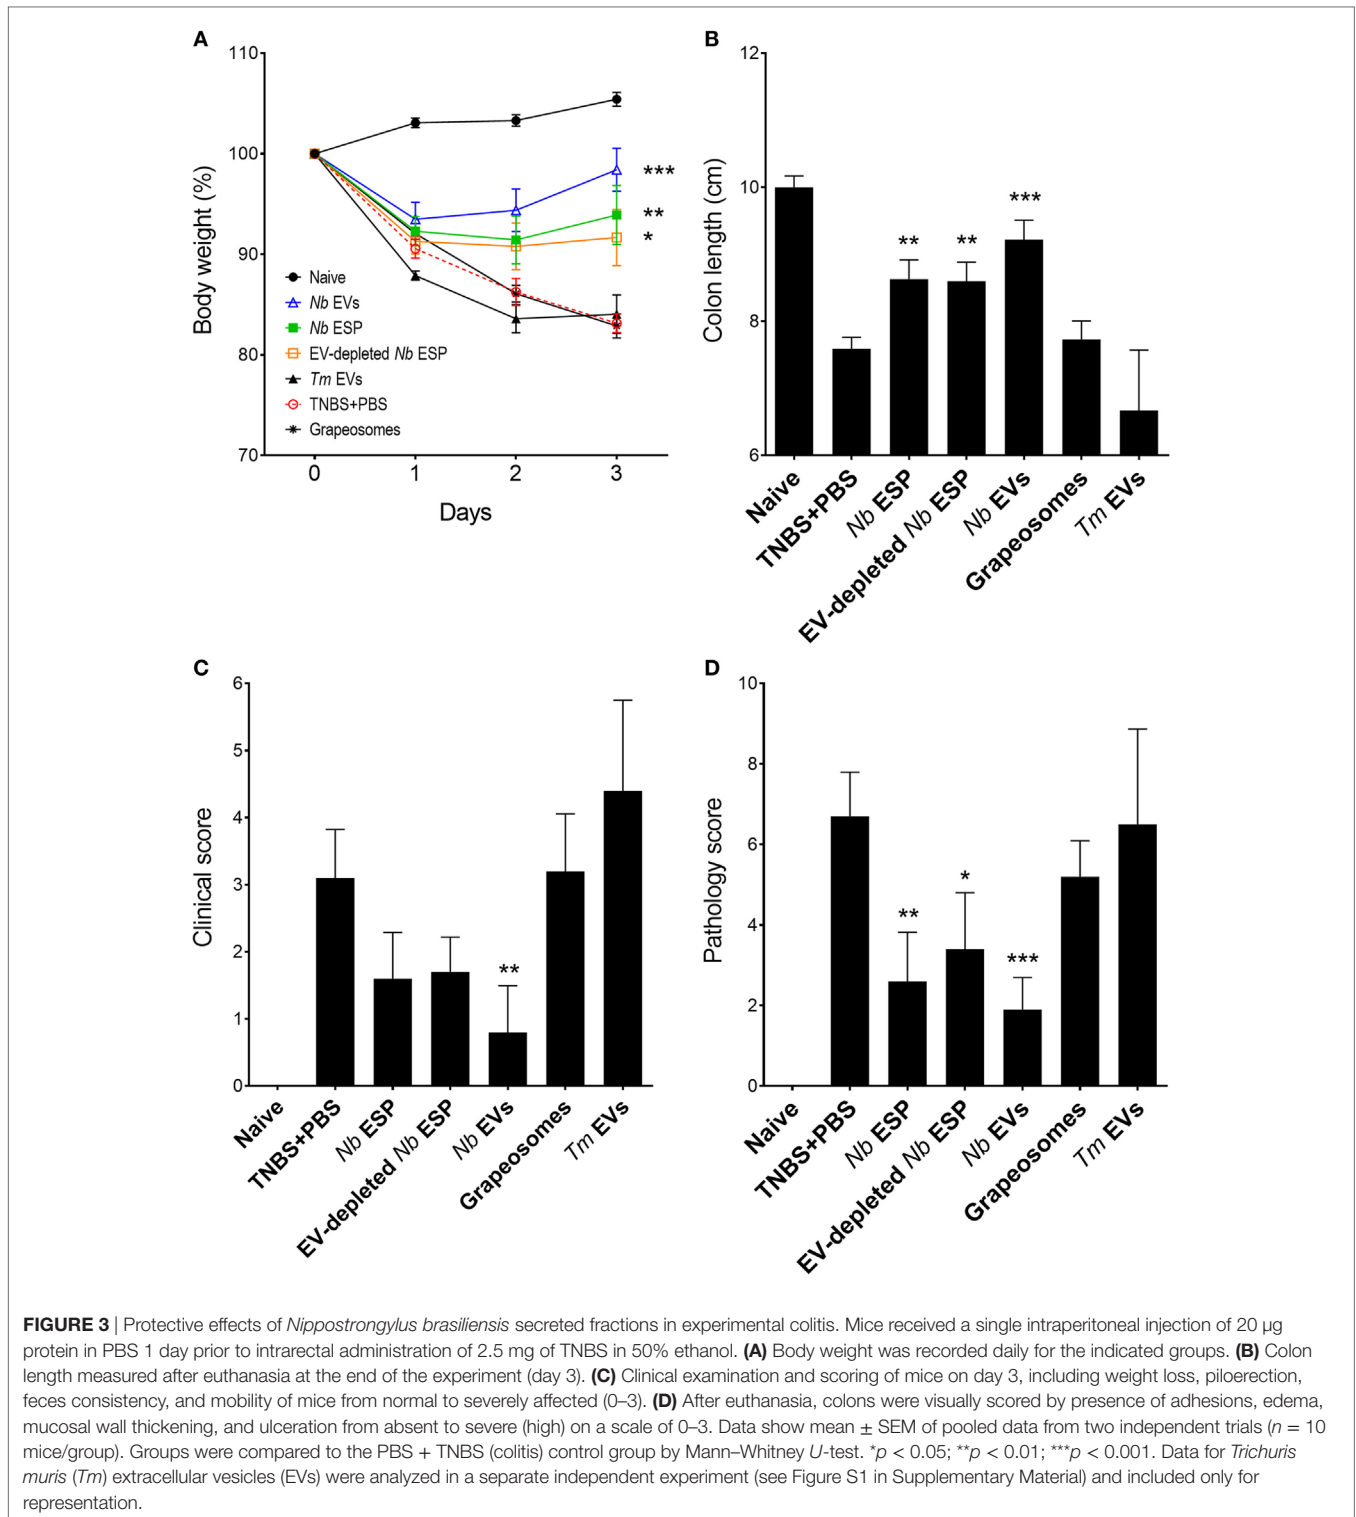 A
110
100
90
80
70
Body weight (%)
***
**
*
Naive
Nb EVs
Nb ESP
EV-depleted Nb ESP
Tm EVs
TNBS+PBS
Grapeosomes
0 1 2 3
Days
B
12
10
8
6
Colon length (cm)
** ** ***
Naive
TNBS+PBS
Nb ESP
EV-depleted Nb ESP
Nb EVs
Grapeosomes
Tm EVs
C
6
5
4
3
2
1
0
Clinical score
**
Naive
TNBS+PBS
Nb ESP
EV-depleted Nb ESP
Nb EVs
Grapeosomes
Tm EVs
D
10
8
6
4
2
0
Pathology score
** * ***
Naive
TNBS+PBS
Nb ESP
EV-depleted Nb ESP
Nb EVs
Grapeosomes
Tm EVs
FIGURE 3 | Protective effects of Nippostrongylus brasiliensis secreted fractions in experimental colitis. Mice received a single intraperitoneal injection of 20 µg
protein in PBS 1 day prior to intrarectal administration of 2.5 mg of TNBS in 50% ethanol. (A) Body weight was recorded daily for the indicated groups. (B) Colon
length measured after euthanasia at the end of the experiment (day 3). (C) Clinical examination and scoring of mice on day 3, including weight loss, piloerection,
feces consistency, and mobility of mice from normal to severely affected (0–3). (D) After euthanasia, colons were visually scored by presence of adhesions, edema,
mucosal wall thickening, and ulceration from absent to severe (high) on a scale of 0–3. Data show mean ± SEM of pooled data from two independent trials (n = 10
mice/group). Groups were compared to the PBS + TNBS (colitis) control group by Mann–Whitney U-test. *p < 0.05; **p < 0.01; ***p < 0.001. Data for Trichuris
muris (Tm) extracellular vesicles (EVs) were analyzed in a separate independent experiment (see Figure S1 in Supplementary Material) and included only for
representation.